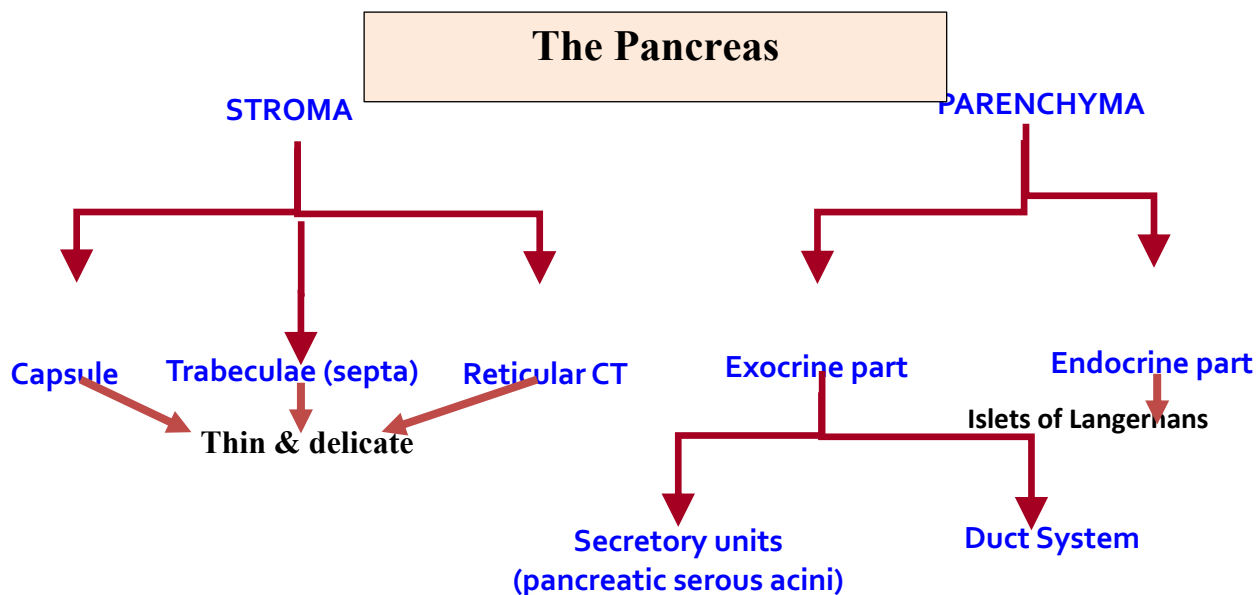 The Pancreas
STROMA
PARENCHYMA
Capsule
Trabeculae (septa)
Reticular CT
Exocrine part
Endocrine part
Thin & delicate
Islets of Langerhans
Secretory units
(pancreatic serous acini)
Duct System